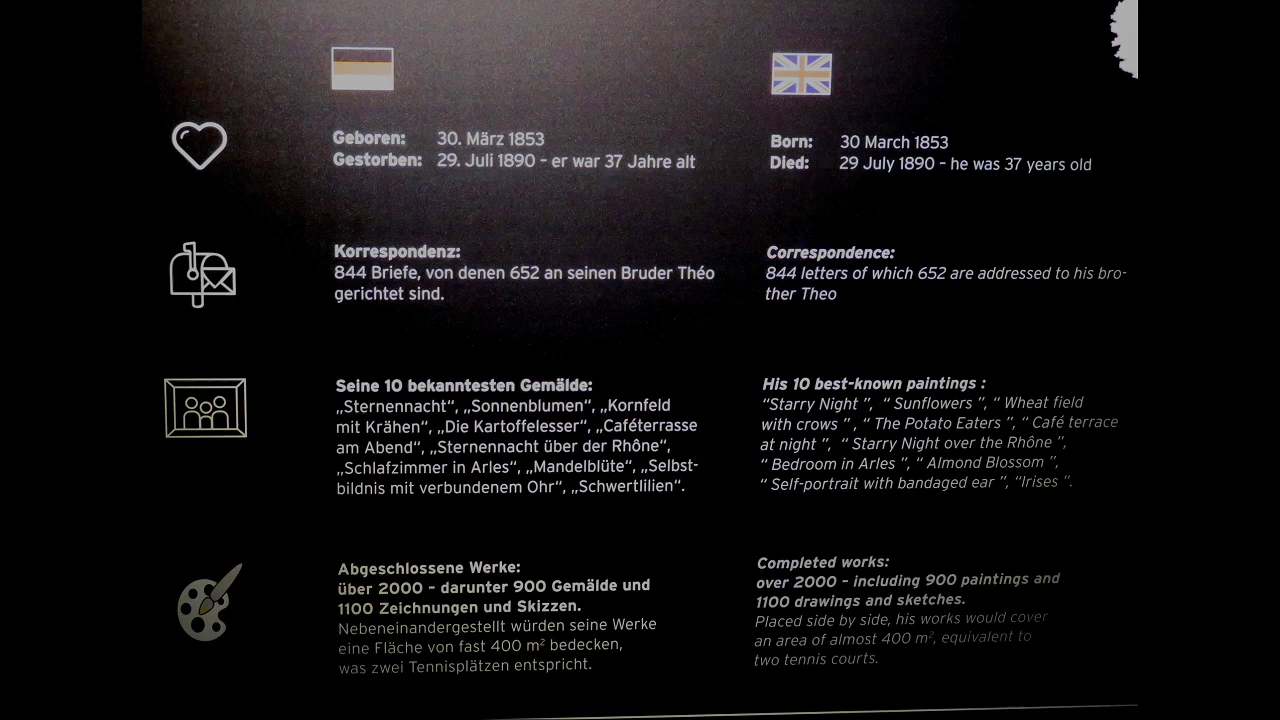 Geboren: 30. März 1853
Gestorben: 29. Juli 1890 – er war 37 Jahre alt
Korrespondenz:
844 Briefe, von denen 652 an seinen Bruder Théo
gerichtet sind.
Seine 10 bekanntesten Gemälde:
„Sternennacht“, „Sonnenblumen“, „Kornfeld
mit Krähen“, „Die Kartoffelesser“, „Caféterrasse
am Abend“, „Sternennacht über der Rhône“,
„Schlafzimmer in Arles“, „Mandelblüte“, „Selbst-
bildnis mit verbundenem Ohr“, „Schwertlilien“.
Abgeschlossene Werke:
über 2000 – darunter 900 Gemälde und
1100 Zeichnungen und Skizzen.
Nebeneinandergestellt würden seine Werke
eine Fläche von fast 400 m² bedecken,
was zwei Tennisplätzen entspricht.
Born: 30 March 1853
Died: 29 July 1890 – he was 37 years old
Correspondence:
844 letters of which 652 are addressed to his bro-
ther Theo
His 10 best-known paintings :
“Starry Night ”, “ Sunflowers ”, “ Wheat field
with crows ” , “ The Potato Eaters ”, “ Café terrace
at night ”, “ Starry Night over the Rhône ”,
“ Bedroom in Arles ”, “ Almond Blossom ”,
“ Self-portrait with bandaged ear ”, “Irises ”.
Completed works:
over 2000 – including 900 paintings and
1100 drawings and sketches.
Placed side by side, his works would cover
an area of almost 400 m², equivalent to
two tennis courts.